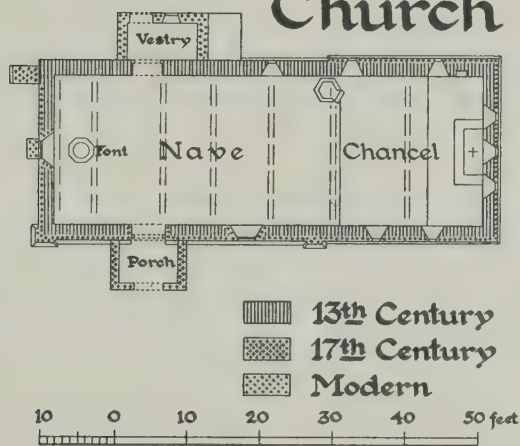 Church
Vestry
Font
Nave
Chancel
Porch
13th Century
17th Century
Modern
10 0 10 20 30 40 50 feet